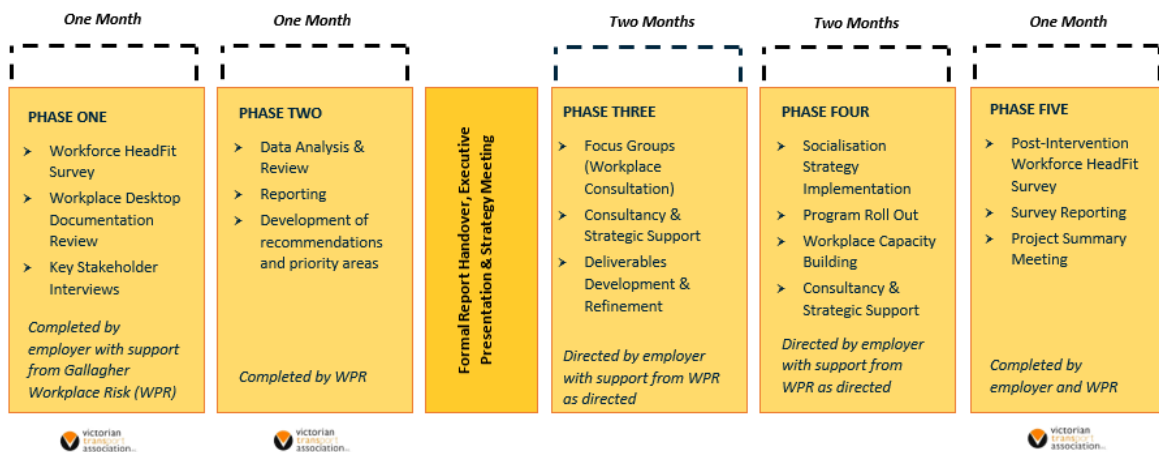 One Month
One Month
Two Months
Two Months
One Month
PHASE ONE
➤ Workforce HeadFit
Survey
➤ Workplace Desktop
Documentation
Review
➤ Key Stakeholder
Interviews
Completed by
employer with support
from Gallagher
Workplace Risk (WPR)
PHASE TWO
➤ Data Analysis &
Review
➤ Reporting
➤ Development of
recommendations
and priority areas
Completed by WPR
Formal Report Handover, Executive
Presentation & Strategy Meeting
PHASE THREE
➤ Focus Groups
(Workplace
Consultation)
➤ Consultancy &
Strategic Support
➤ Deliverables
Development &
Refinement
Directed by employer
with support from WPR
as directed
PHASE FOUR
➤ Socialisation
Strategy
Implementation
➤ Program Roll Out
➤ Workplace Capacity
Building
➤ Consultancy &
Strategic Support
Directed by employer
with support from
WPR as directed
PHASE FIVE
➤ Post-Intervention
Workforce HeadFit
Survey
➤ Survey Reporting
➤ Project Summary
Meeting
Completed by
employer and WPR
victorian
transport
association
victorian
transport
association
victorian
transport
association